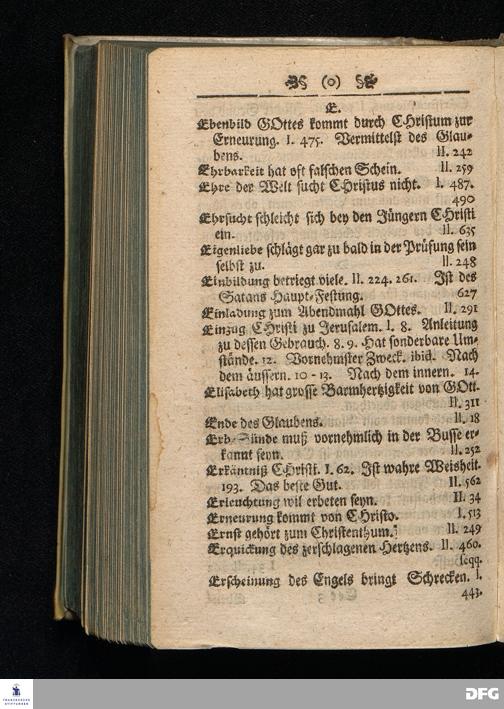 (o)
E.
Ebenbild GOttes kommt durch CHristum zur
Erneurung. I. 475. Vermittelst des Glau-
bens. II. 242
Ehrbarkeit hat oft falschen Schein. II. 259
Ehre der Welt sucht CHristus nicht. I. 487.
490
Ehrsucht schleicht sich bey den Jüngern CHristi
ein. II. 635
Eigenliebe schlägt gar zu bald in der Prüfung sein
selbst zu. II. 248
Einbildung betriegt viele. II. 224. 261. Ist des
Satans Haupt-Festung. 627
Einladung zum Abendmahl GOttes. II. 291
Einzug CHristi zu Jerusalem. I. 8. Anleitung
zu dessen Gebrauch. 8. 9. Hat sonderbare Um-
stände. 12. Vornehmster Zweck. ibid. Nach
dem äussern. 10 - 13. Nach dem innern. 14.
Elisabeth hat grosse Barmhertzigkeit von GOtt.
II. 311
Ende des Glaubens. II. 18
Erb-Sünde muß vornehmlich in der Busse er-
kannt seyn. II. 252
Erkäntniß CHristi. I. 62. Ist wahre Weisheit.
193. Das beste Gut. II. 562
Erleuchtung wil erbeten seyn. II. 34
Erneurung kommt von CHristo. I. 513
Ernst gehört zum Christenthum. II. 249
Erquickung des zerschlagenen Hertzens. II. 460.
seqq.
Erscheinung des Engels bringt Schrecken. I.
443.
FRANCKESCHE
STIFTUNGEN
DFG